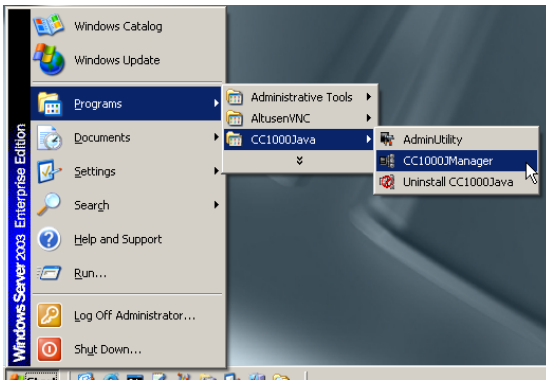 Windows Catalog
Windows Update
Programs
Documents
Settings
Search
Help and Support
Run...
Log Off Administrator...
Shut Down...
Windows Server 2003 Enterprise Edition
Administrative Tools
AltusenVNC
CC1000Java
AdminUtility
CC1000JManager
Uninstall CC1000Java
Start